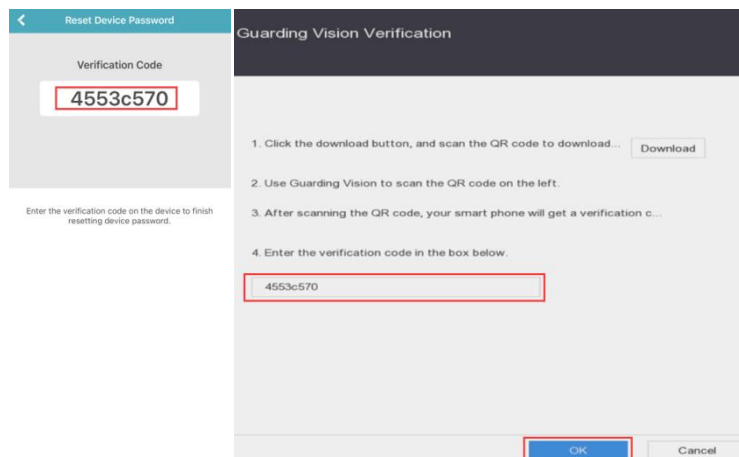 Reset Device Password
Verification Code
4553c570
Enter the verification code on the device to finish
resetting device password.
Guarding Vision Verification
1. Click the download button, and scan the QR code to download...
Download
2. Use Guarding Vision to scan the QR code on the left.
3. After scanning the QR code, your smart phone will get a verification c...
4. Enter the verification code in the box below.
4553c570
OK
Cancel